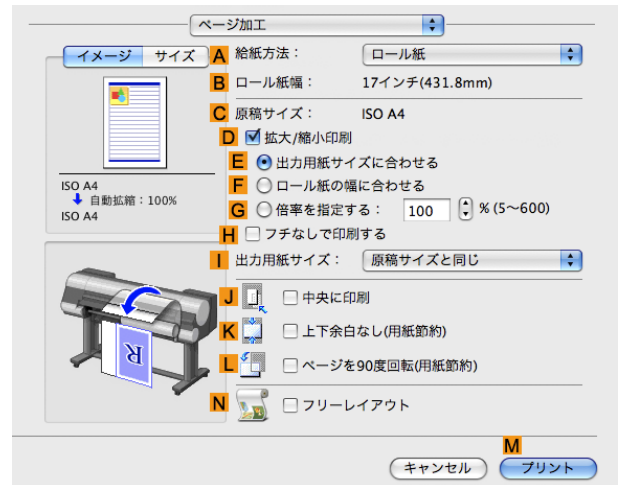 ページ加工
イメージ サイズ
A 給紙方法： ロール紙
B ロール紙幅： 17インチ(431.8mm)
C 原稿サイズ： ISO A4
D 拡大/縮小印刷
E 出力用紙サイズに合わせる
F ロール紙の幅に合わせる
G 倍率を指定する： 100 % (5～600)
ISO A4
自動拡縮：100%
ISO A4
H フチなしで印刷する
I 出力用紙サイズ： 原稿サイズと同じ
J 中央に印刷
K 上下余白なし(用紙節約)
L ページを90度回転(用紙節約)
R
N フリーレイアウト
M
キャンセル プリント